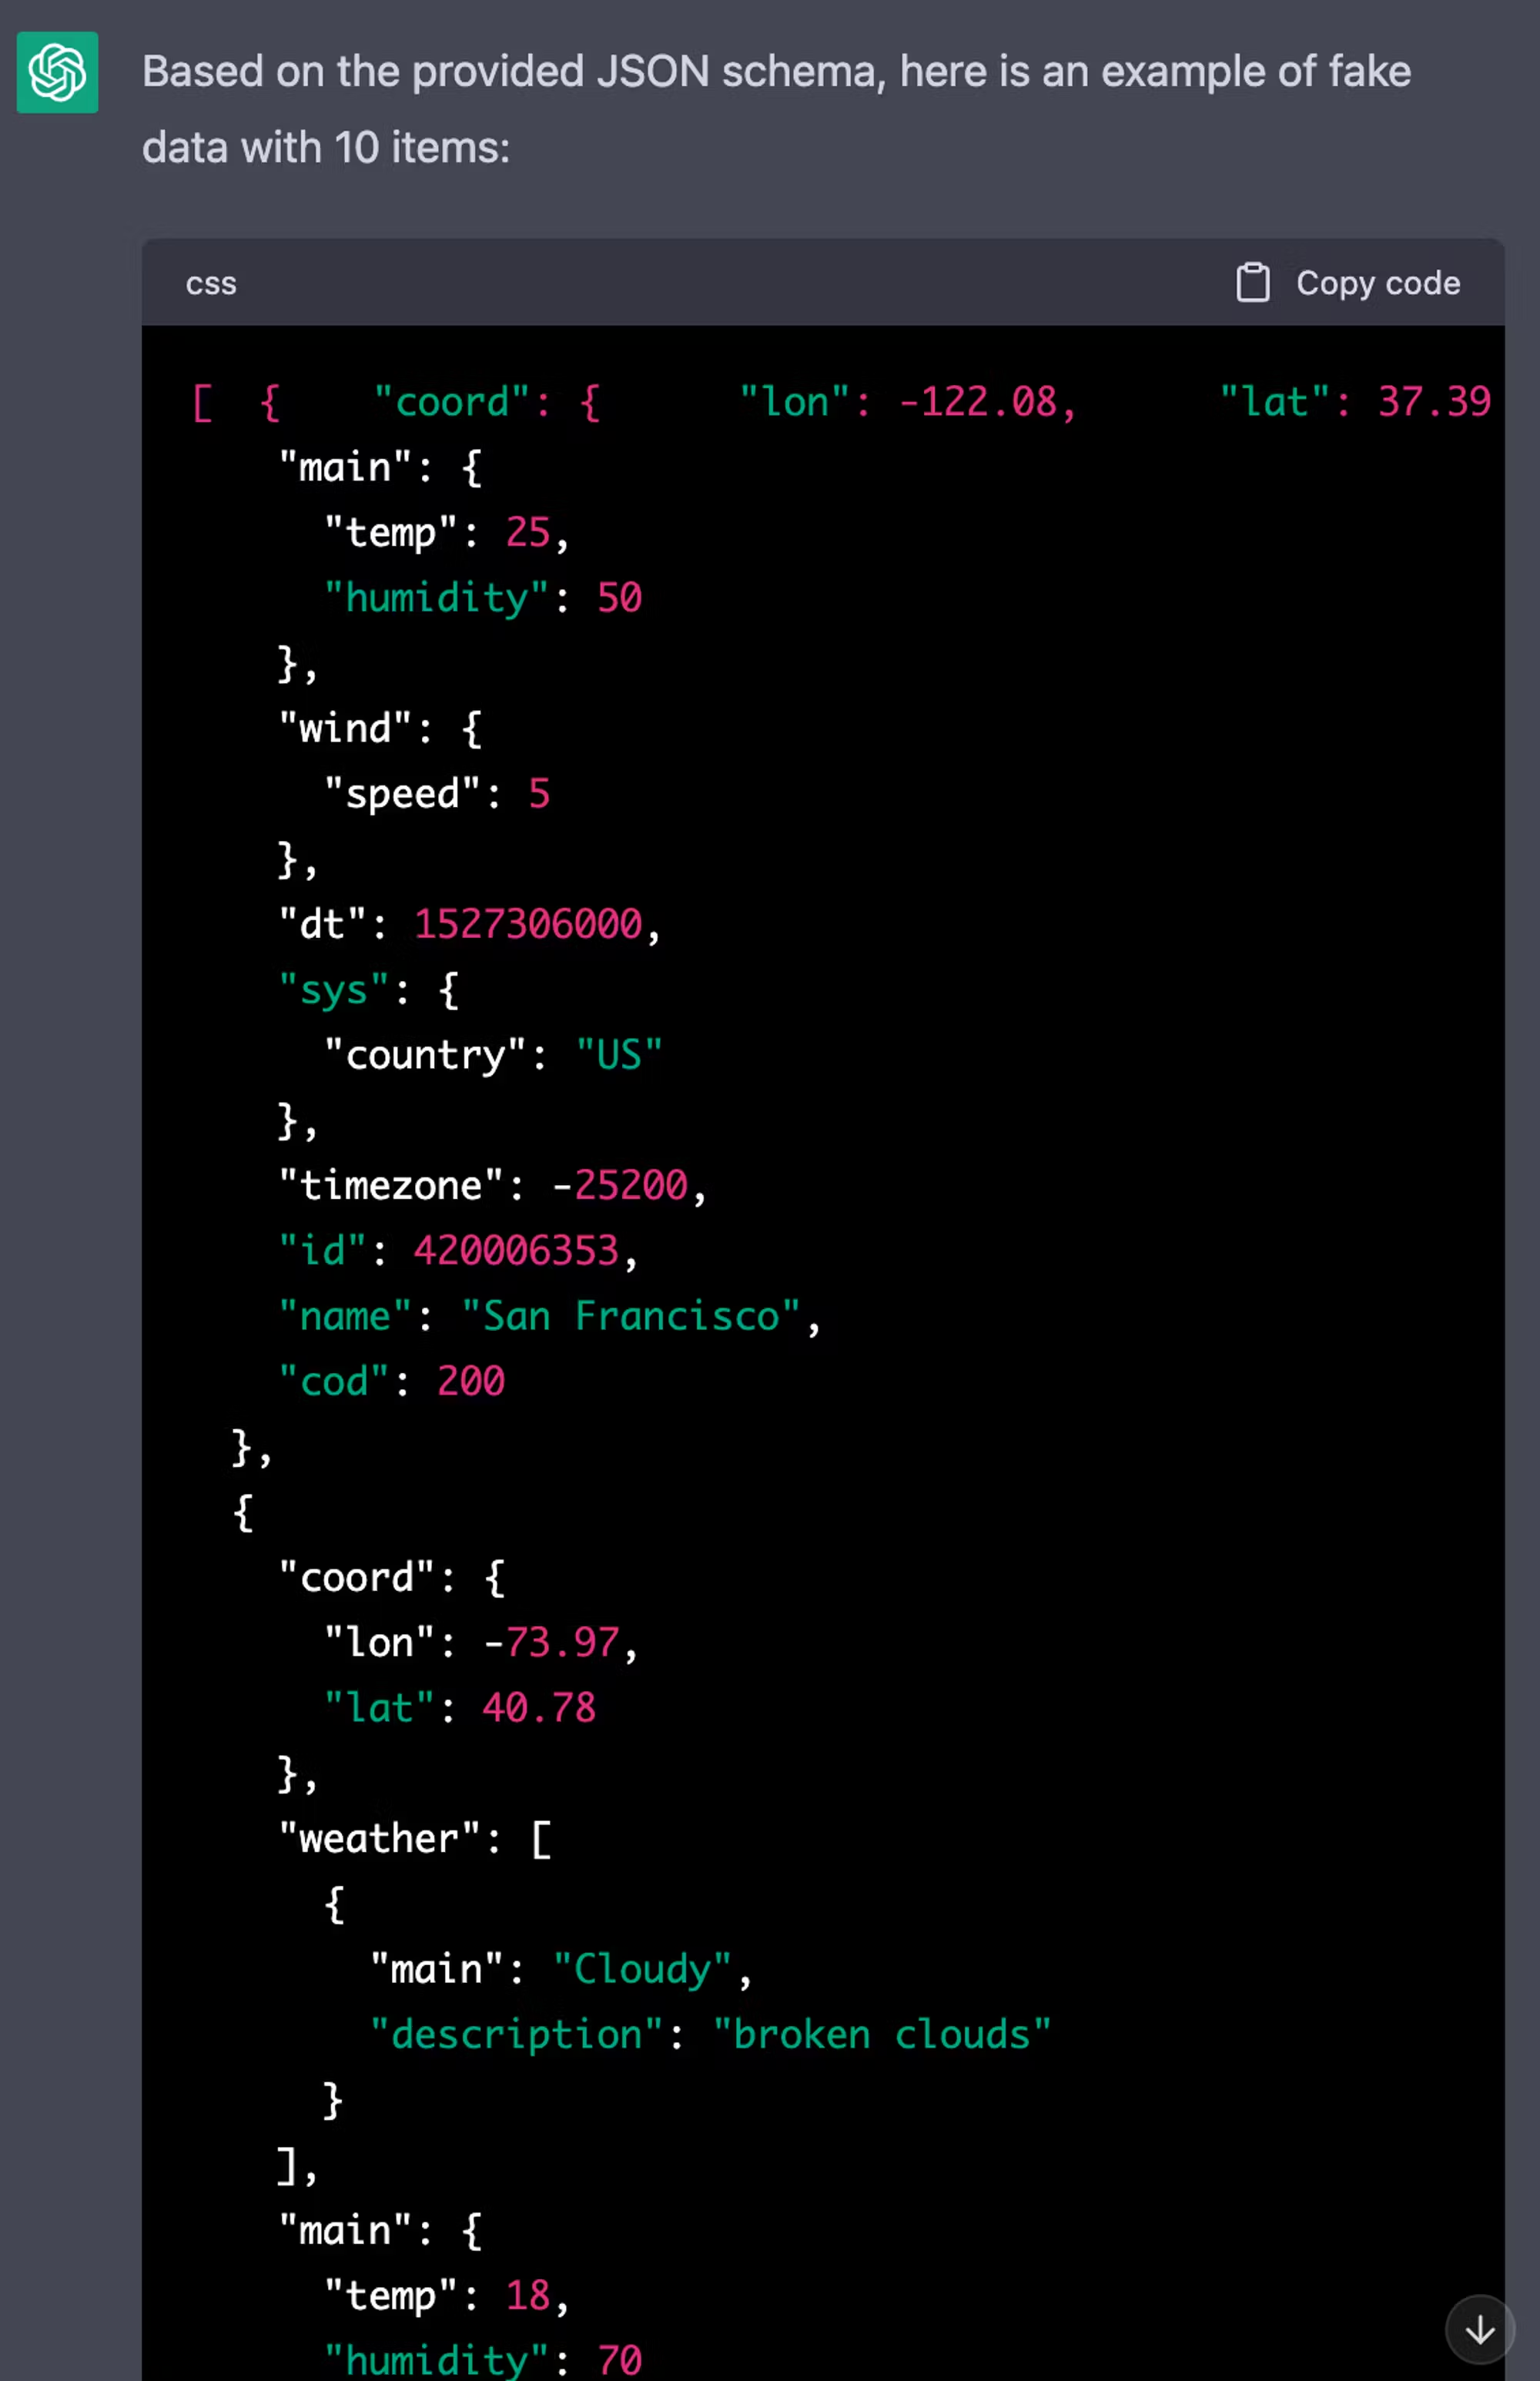 Based on the provided JSON schema, here is an example of fake
data with 10 items:
css Copy code
[  {    "coord": {      "lon": -122.08,      "lat": 37.39
    "main": {
      "temp": 25,
      "humidity": 50
    },
    "wind": {
      "speed": 5
    },
    "dt": 1527306000,
    "sys": {
      "country": "US"
    },
    "timezone": -25200,
    "id": 420006353,
    "name": "San Francisco",
    "cod": 200
  },
  {
    "coord": {
      "lon": -73.97,
      "lat": 40.78
    },
    "weather": [
      {
        "main": "Cloudy",
        "description": "broken clouds"
      }
    ],
    "main": {
      "temp": 18,
      "humidity": 70